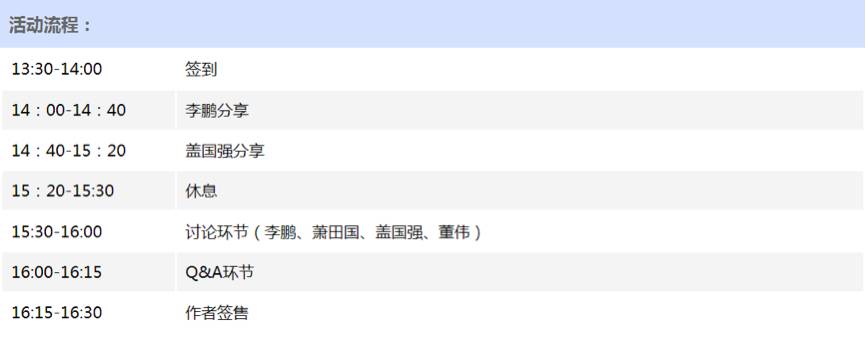 活动流程：
13:30-14:00 签到
14：00-14：40 李鹏分享
14：40-15：20 盖国强分享
15：20-15:30 休息
15:30-16:00 讨论环节（李鹏、萧田国、盖国强、董伟）
16:00-16:15 Q&A环节
16:15-16:30 作者签售